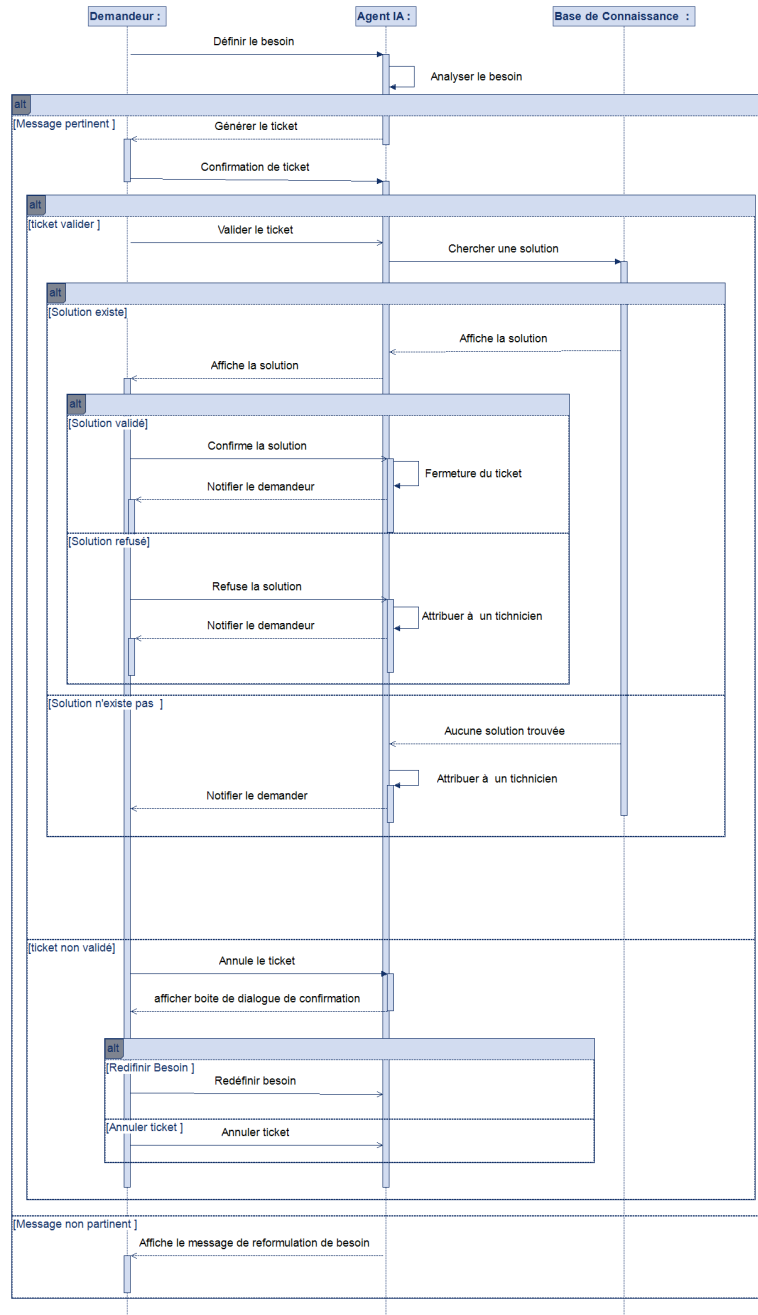 Demandeur :
Agent IA :
Base de Connaissance :
Définir le besoin
Analyser le besoin
alt
[Message pertinent ]
Générer le ticket
Confirmation de ticket
alt
[ticket valider ]
Valider le ticket
Chercher une solution
alt
[Solution existe]
Affiche la solution
Affiche la solution
alt
[Solution validé]
Confirme la solution
Fermeture du ticket
Notifier le demandeur
[Solution refusé]
Refuse la solution
Attribuer à un tichnicien
Notifier le demandeur
[Solution n'existe pas ]
Aucune solution trouvée
Attribuer à un tichnicien
Notifier le demander
[ticket non validé]
Annule le ticket
afficher boite de dialogue de confirmation
alt
[Redifinir Besoin ]
Redéfinir besoin
[Annuler ticket ]
Annuler ticket
[Message non partinent ]
Affiche le message de reformulation de besoin